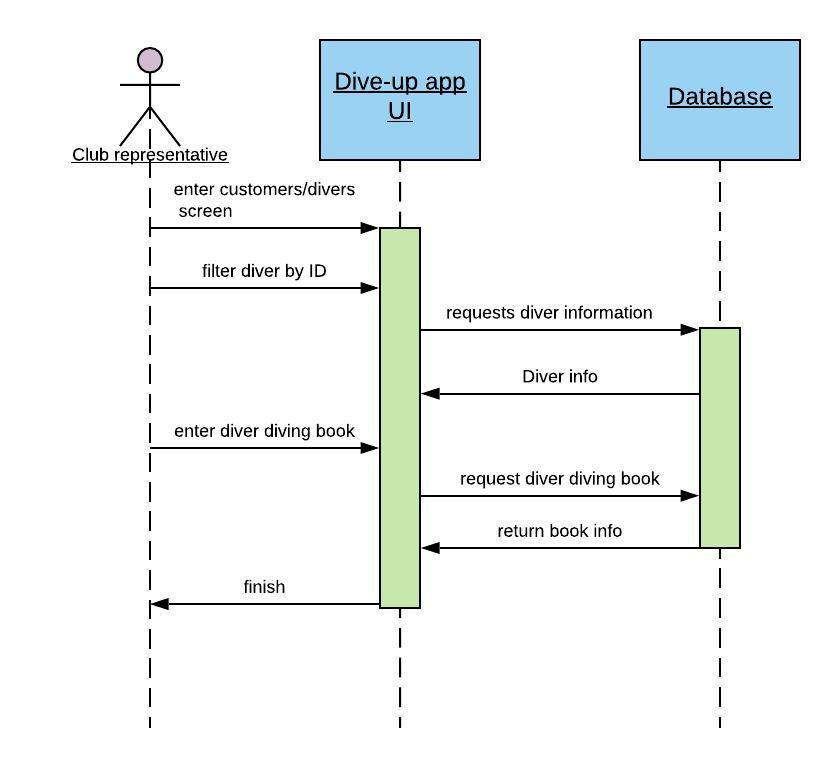 Dive-up app
UI
Database
Club representative
enter customers/divers
screen
filter diver by ID
requests diver information
Diver info
enter diver diving book
request diver diving book
return book info
finish